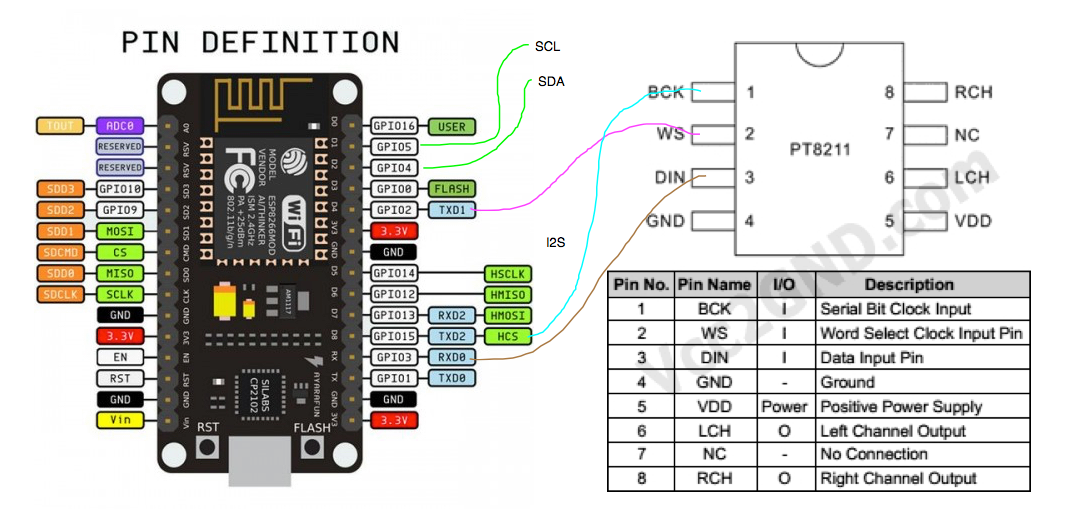 PIN DEFINITION
SCL
SDA
I2S
TOUT ADC0 A0
RESERVED RSV
RESERVED RSV
SDD3 GPIO10 SD3
SDD2 GPIO9 SD2
SDD1 MOSI SD1
SDCMD CS CMD
SDD0 MISO SD0
SDCLK SCLK CLK
GND GND
3.3V 3V3
EN EN
RST RST
GND GND
Vin Vin
D0 GPIO16 USER
D1 GPIO5
D2 GPIO4
D3 GPIO0 FLASH
D4 GPIO2 TXD1
3V3 3.3V
GND GND
D5 GPIO14 HSCLK
D6 GPIO12 HMISO
D7 GPIO13 RXD2 HMOSI
D8 GPIO15 TXD2 HCS
RX GPIO3 RXD0
TX GPIO1 TXD0
GND GND
3V3 3.3V
FC
WiFi
MODEL ESP8266MOD
VENDOR AI/THINKER
ISM 2.4GHz
PA +25dBm
802.11b/g/n
AM1117
SILABS
CP2102
AYARAFUN
RST
FLASH
BCK 1 8 RCH
WS 2 7 NC
PT8211
DIN 3 6 LCH
GND 4 5 VDD
Vcc2GND.com
Pin No. Pin Name I/O Description
1 BCK I Serial Bit Clock Input
2 WS I Word Select Clock Input Pin
3 DIN I Data Input Pin
4 GND - Ground
5 VDD Power Positive Power Supply
6 LCH O Left Channel Output
7 NC - No Connection
8 RCH O Right Channel Output